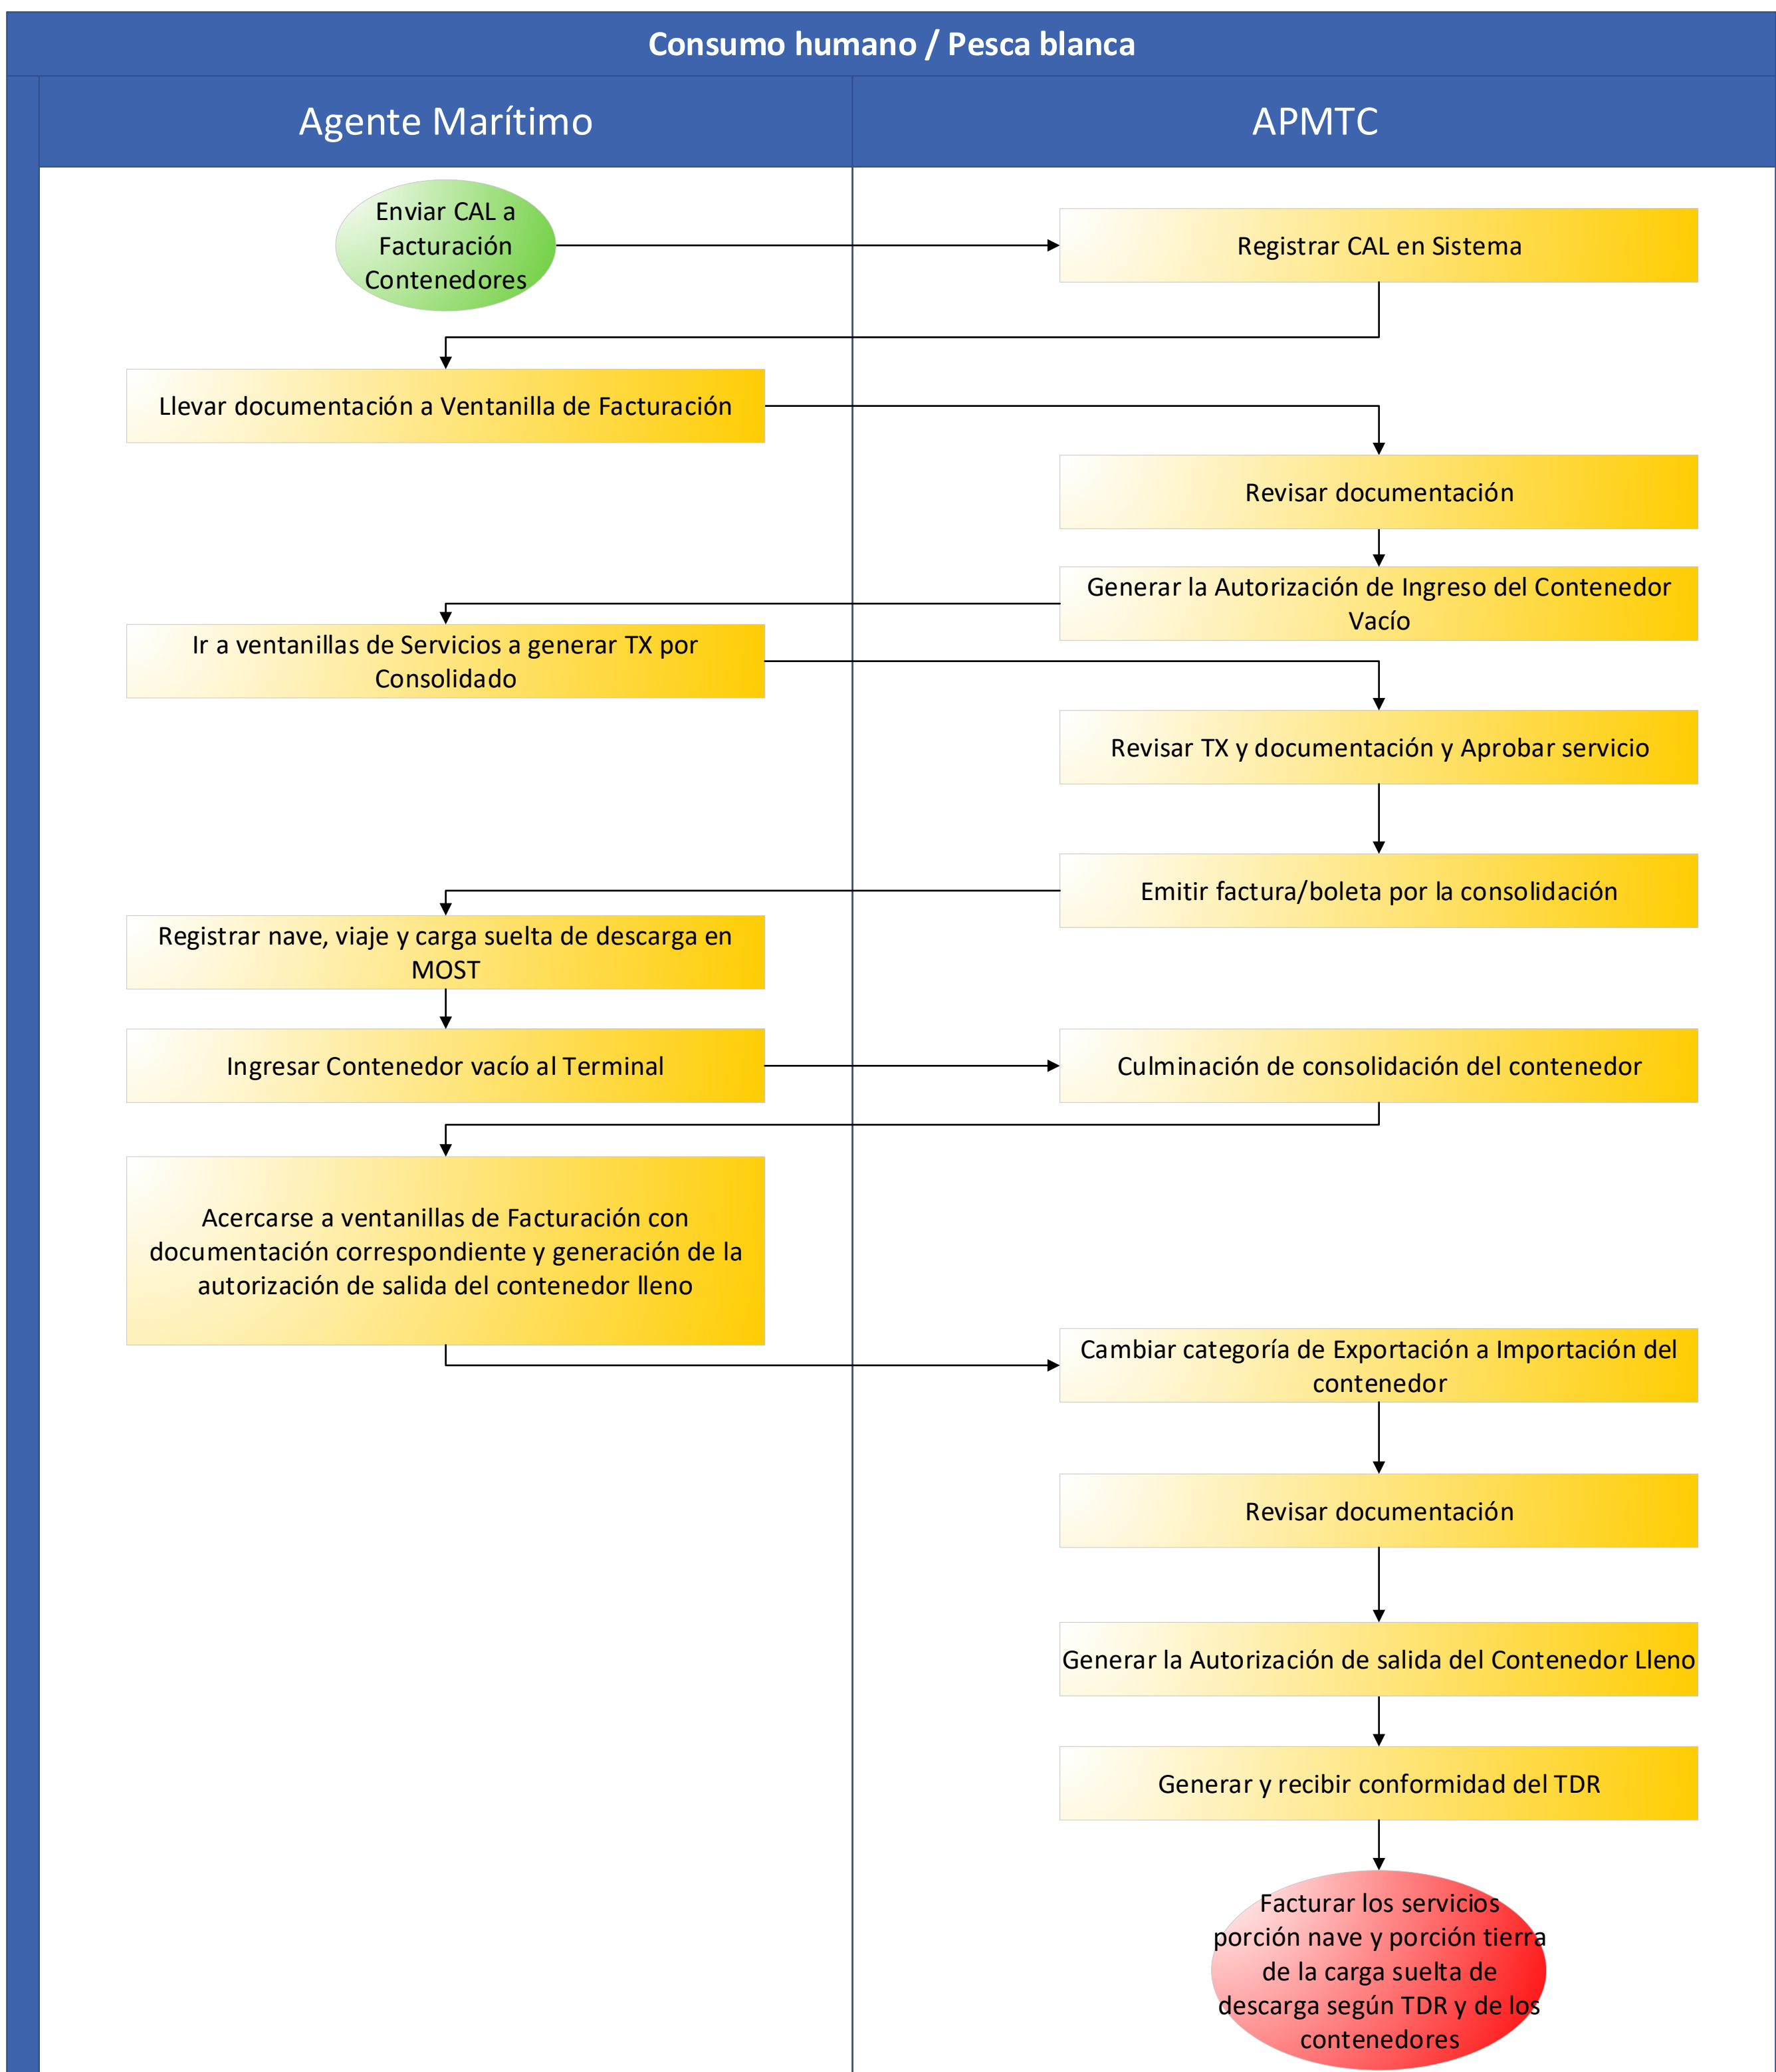 Consumo humano / Pesca blanca
Agente Marítimo
APMTC
Enviar CAL a
Facturación
Contenedores
Registrar CAL en Sistema
Llevar documentación a Ventanilla de Facturación
Revisar documentación
Generar la Autorización de Ingreso del Contenedor
Vacío
Ir a ventanillas de Servicios a generar TX por
Consolidado
Revisar TX y documentación y Aprobar servicio
Emitir factura/boleta por la consolidación
Registrar nave, viaje y carga suelta de descarga en
MOST
Ingresar Contenedor vacío al Terminal
Culminación de consolidación del contenedor
Acercarse a ventanillas de Facturación con
documentación correspondiente y generación de la
autorización de salida del contenedor lleno
Cambiar categoría de Exportación a Importación del
contenedor
Revisar documentación
Generar la Autorización de salida del Contenedor Lleno
Generar y recibir conformidad del TDR
Facturar los servicios
porción nave y porción tierra
de la carga suelta de
descarga según TDR y de los
contenedores